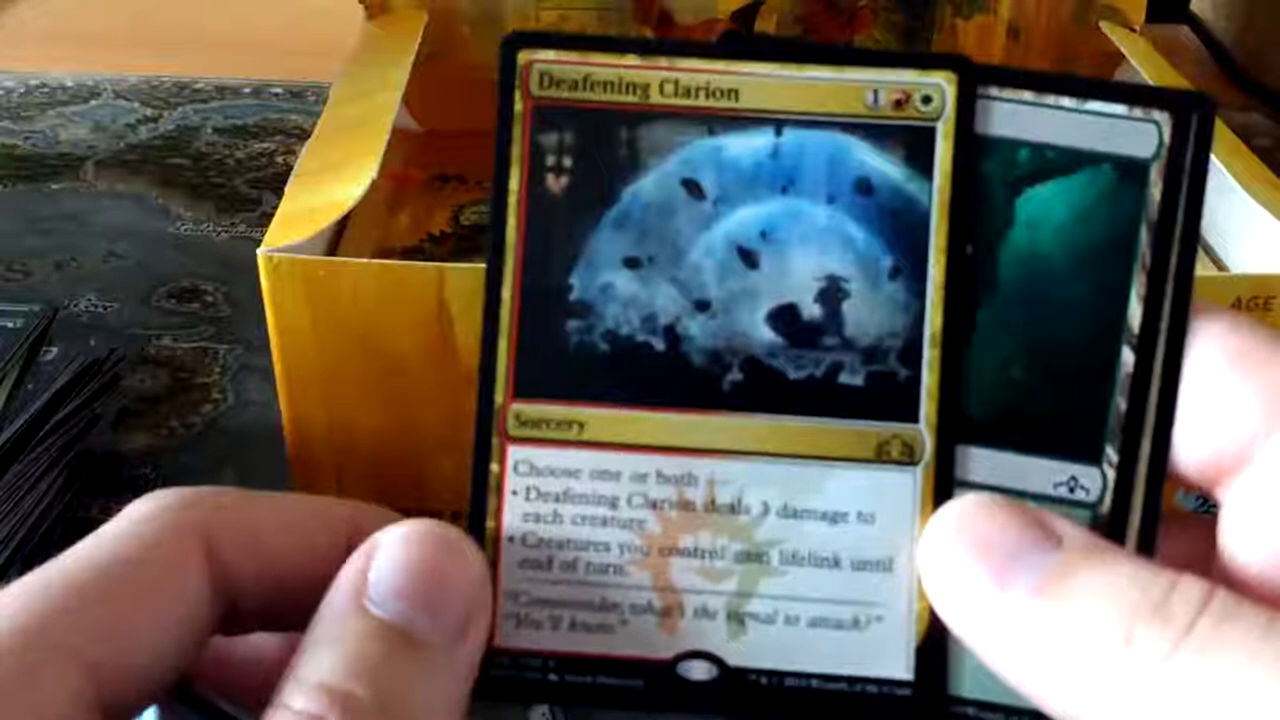 Deafening Clarion
1
Sorcery
Choose one or both
• Deafening Clarion deals 3 damage to
each creature
• Creatures you control gain lifelink until
end of turn.
"Commander, what's the signal to attack?"
"You'll know."
AGE